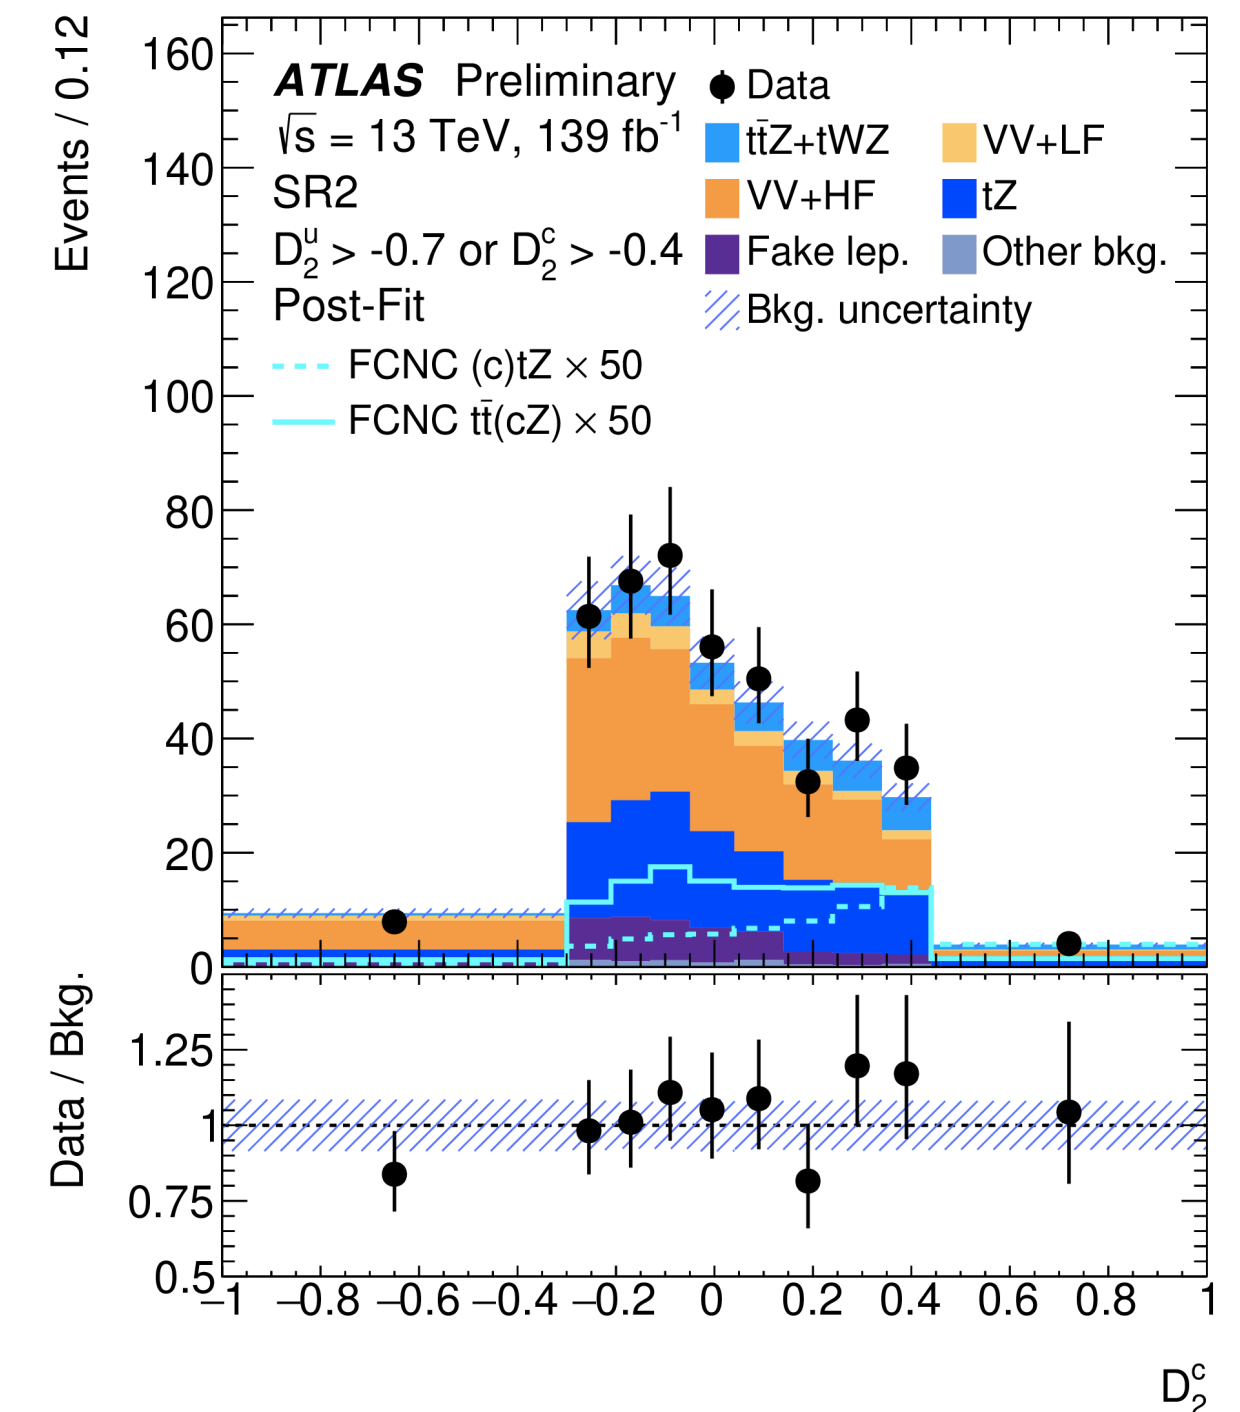 Events / 0.12
160
140
120
100
80
60
40
20
0
ATLAS Preliminary
√s = 13 TeV, 139 fb⁻¹
SR2
D₂ᵘ > -0.7 or D₂ᶜ > -0.4
Post-Fit
FCNC (c)tZ × 50
FCNC tt̄(cZ) × 50
Data
tt̄Z+tWZ
VV+LF
VV+HF
tZ
Fake lep.
Other bkg.
Bkg. uncertainty
Data / Bkg.
1.25
1
0.75
0.5
−1 −0.8 −0.6 −0.4 −0.2 0 0.2 0.4 0.6 0.8 1
D₂ᶜ